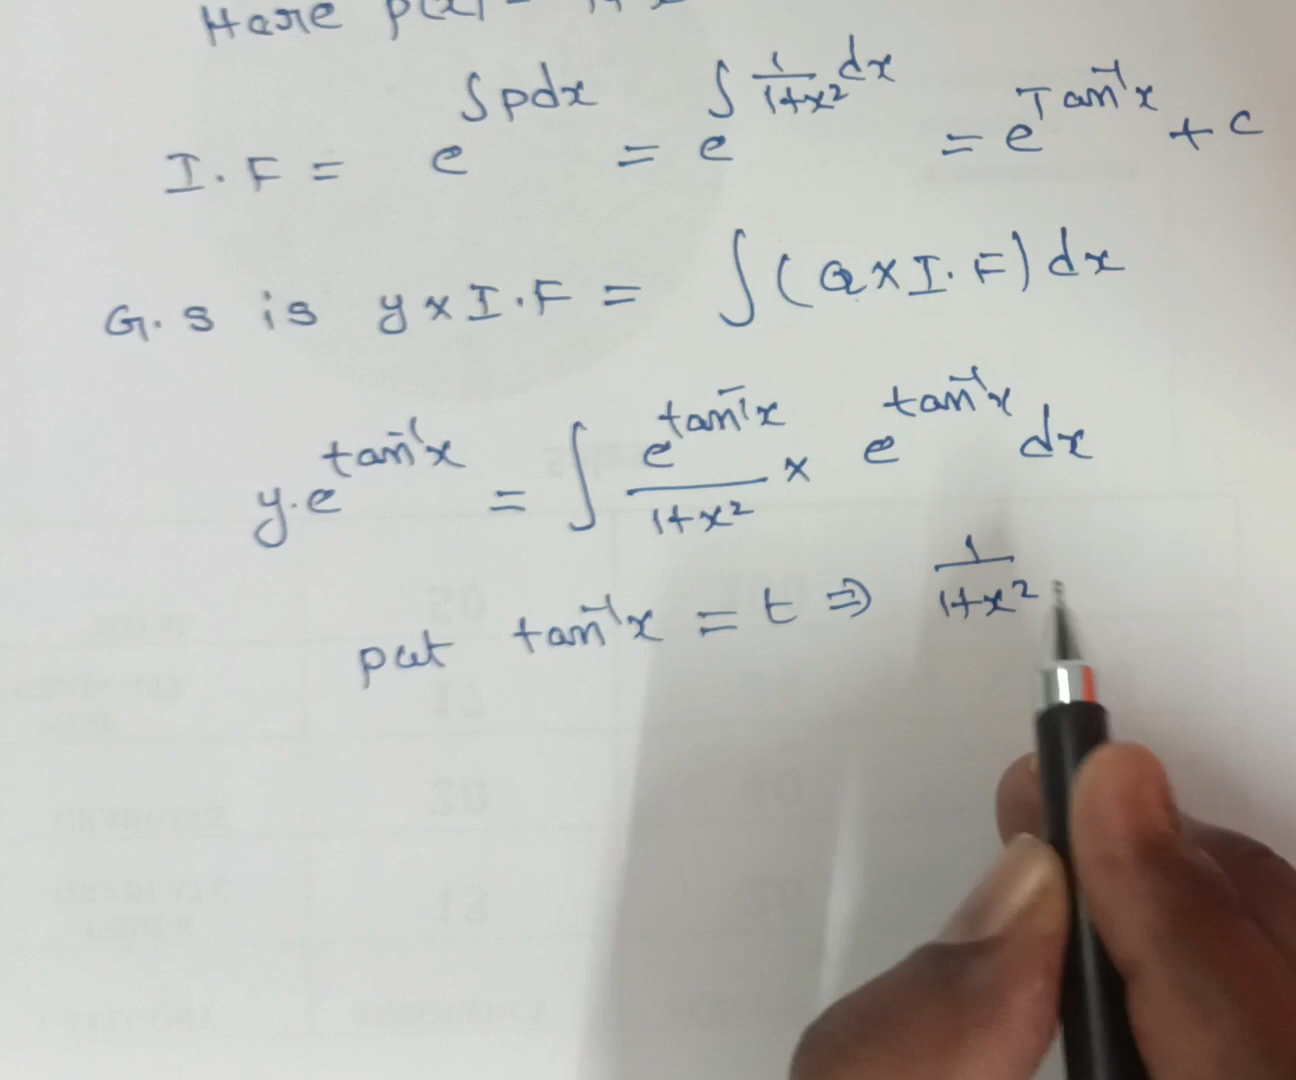 Here p(x) =
I.F = e^∫pdx = e^∫ 1/1+x² dx = e^Tan⁻¹x + c
G.S is y x I.F = ∫(Q x I.F) dx
y.e^tan⁻¹x = ∫ e^tan⁻¹x/1+x² x e^tan⁻¹x dx
put tan⁻¹x = t ⇒ 1/1+x²